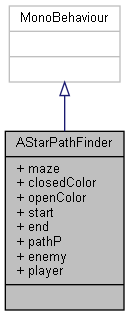 MonoBehaviour
AStarPathFinder
+ maze
+ closedColor
+ openColor
+ start
+ end
+ pathP
+ enemy
+ player